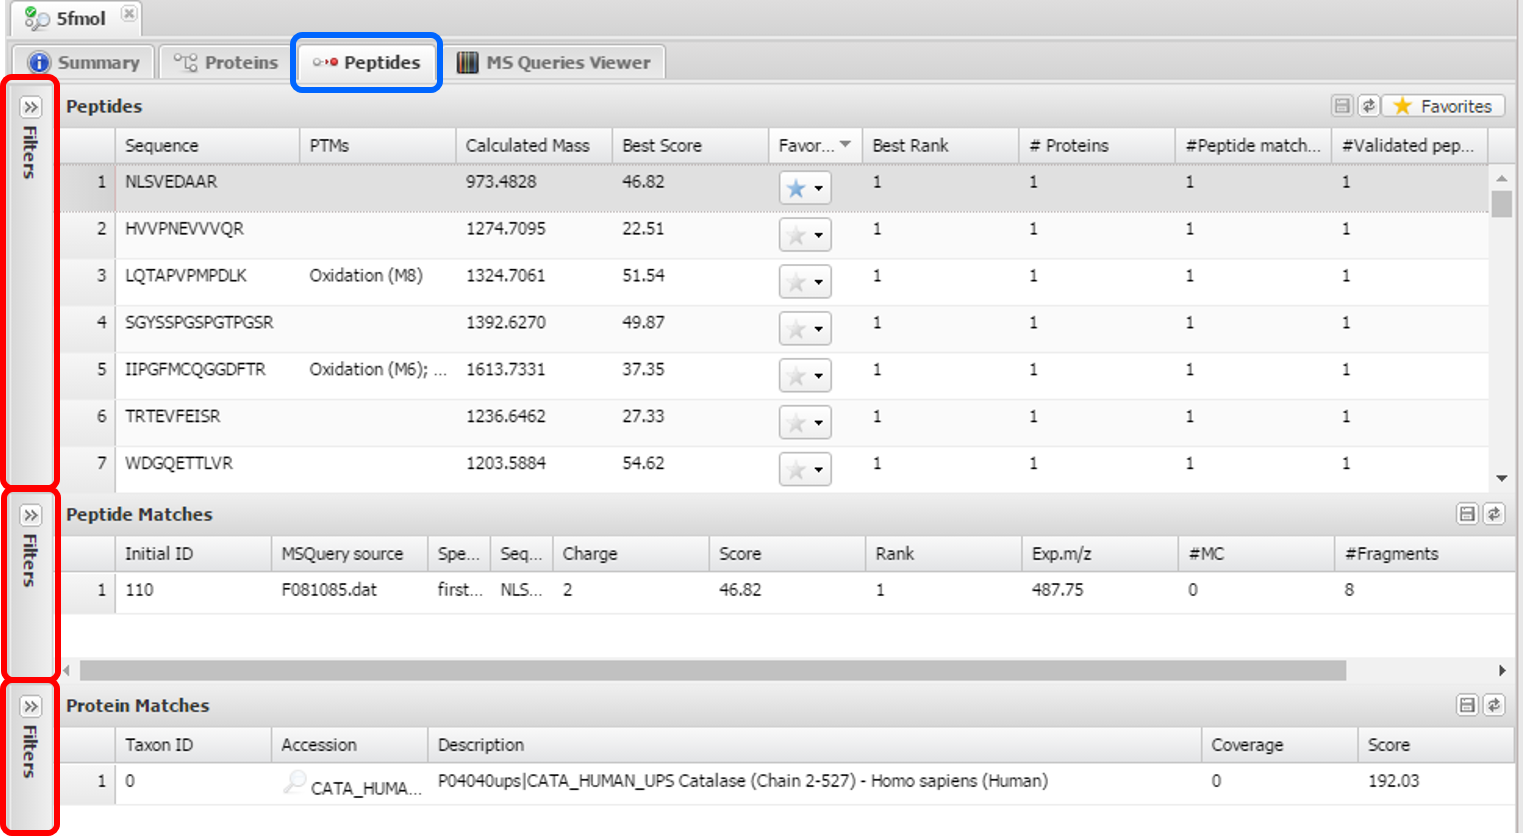 5fmol
Summary Proteins Peptides MS Queries Viewer
Filters
Peptides Favorites
Sequence PTMs Calculated Mass Best Score Favor... Best Rank # Proteins #Peptide match... #Validated pep...
1 NLSVEDAAR 973.4828 46.82 1 1 1 1
2 HVVPNEVVVQR 1274.7095 22.51 1 1 1 1
3 LQTAPVPMPDLK Oxidation (M8) 1324.7061 51.54 1 1 1 1
4 SGYSSPGSPGTPGSR 1392.6270 49.87 1 1 1 1
5 IIPGFMCQGGDFTR Oxidation (M6); ... 1613.7331 37.35 1 1 1 1
6 TRTEVFEISR 1236.6462 27.33 1 1 1 1
7 WDGQETTLVR 1203.5884 54.62 1 1 1 1
Filters
Peptide Matches
Initial ID MSQuery source Spe... Seq... Charge Score Rank Exp.m/z #MC #Fragments
1 110 F081085.dat first... NLS... 2 46.82 1 487.75 0 8
Filters
Protein Matches
Taxon ID Accession Description Coverage Score
1 0 CATA_HUMA... P04040ups|CATA_HUMAN_UPS Catalase (Chain 2-527) - Homo sapiens (Human) 0 192.03